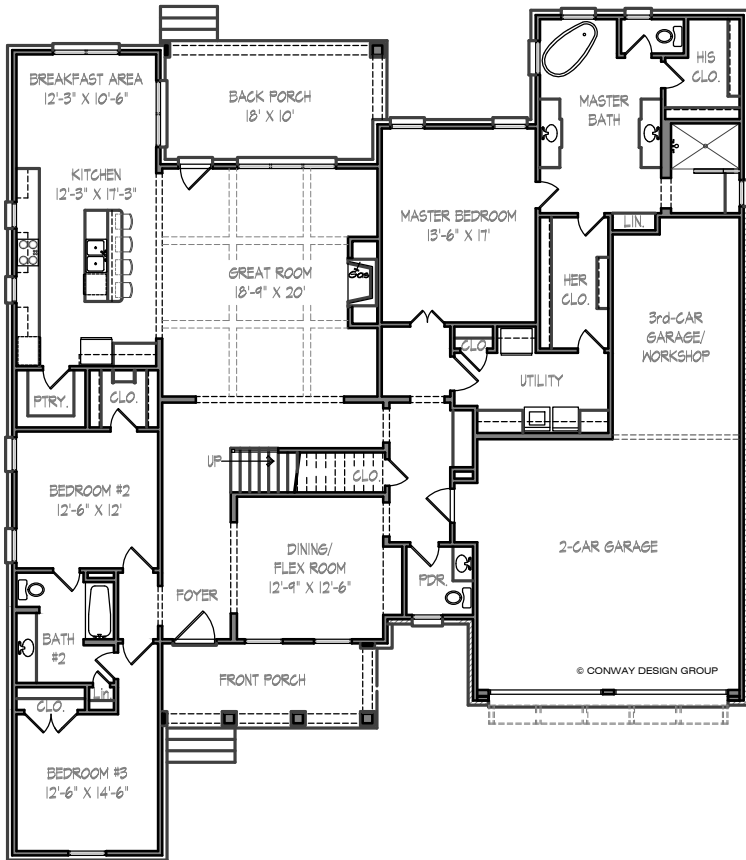 BREAKFAST AREA
12'-3" X 10'-6"
BACK PORCH
18' X 10'
HIS
CLO.
MASTER
BATH
KITCHEN
12'-3" X 17'-3"
MASTER BEDROOM
13'-6" X 17'
LIN.
GREAT ROOM
18'-9" X 20'
Gas
HER
CLO.
3rd-CAR
GARAGE/
WORKSHOP
CLO.
UTILITY
PTRY.
CLO.
UP
CLO.
BEDROOM #2
12'-6" X 12'
DINING/
FLEX ROOM
12'-9" X 12'-6"
2-CAR GARAGE
PDR.
FOYER
BATH
#2
Lin.
CLO.
FRONT PORCH
© CONWAY DESIGN GROUP
BEDROOM #3
12'-6" X 14'-6"